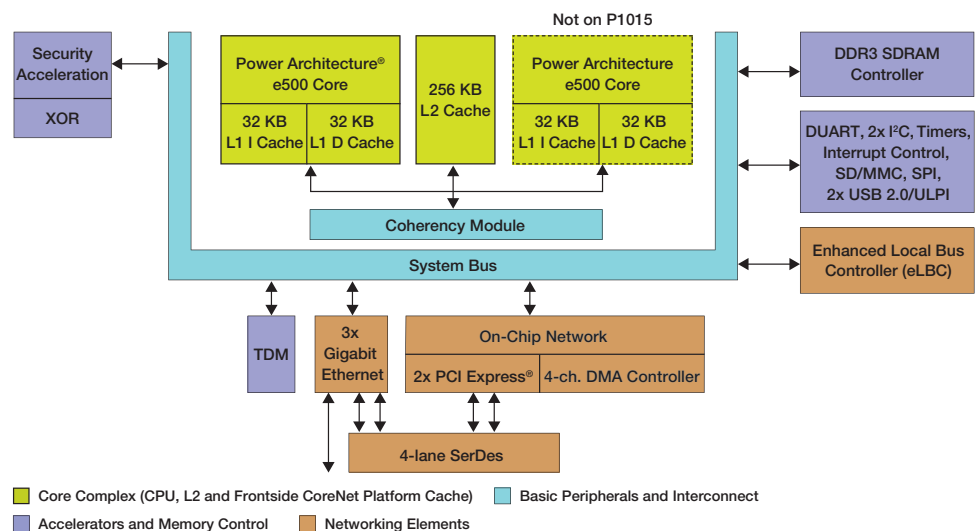 Not on P1015
Security
Acceleration
XOR
Power Architecture®
e500 Core
32 KB
L1 I Cache
32 KB
L1 D Cache
256 KB
L2 Cache
Power Architecture
e500 Core
32 KB
L1 I Cache
32 KB
L1 D Cache
DDR3 SDRAM
Controller
DUART, 2x I²C, Timers,
Interrupt Control,
SD/MMC, SPI,
2x USB 2.0/ULPI
Coherency Module
System Bus
Enhanced Local Bus
Controller (eLBC)
TDM
3x
Gigabit
Ethernet
On-Chip Network
2x PCI Express®
4-ch. DMA Controller
4-lane SerDes
Core Complex (CPU, L2 and Frontside CoreNet Platform Cache)
Basic Peripherals and Interconnect
Accelerators and Memory Control
Networking Elements